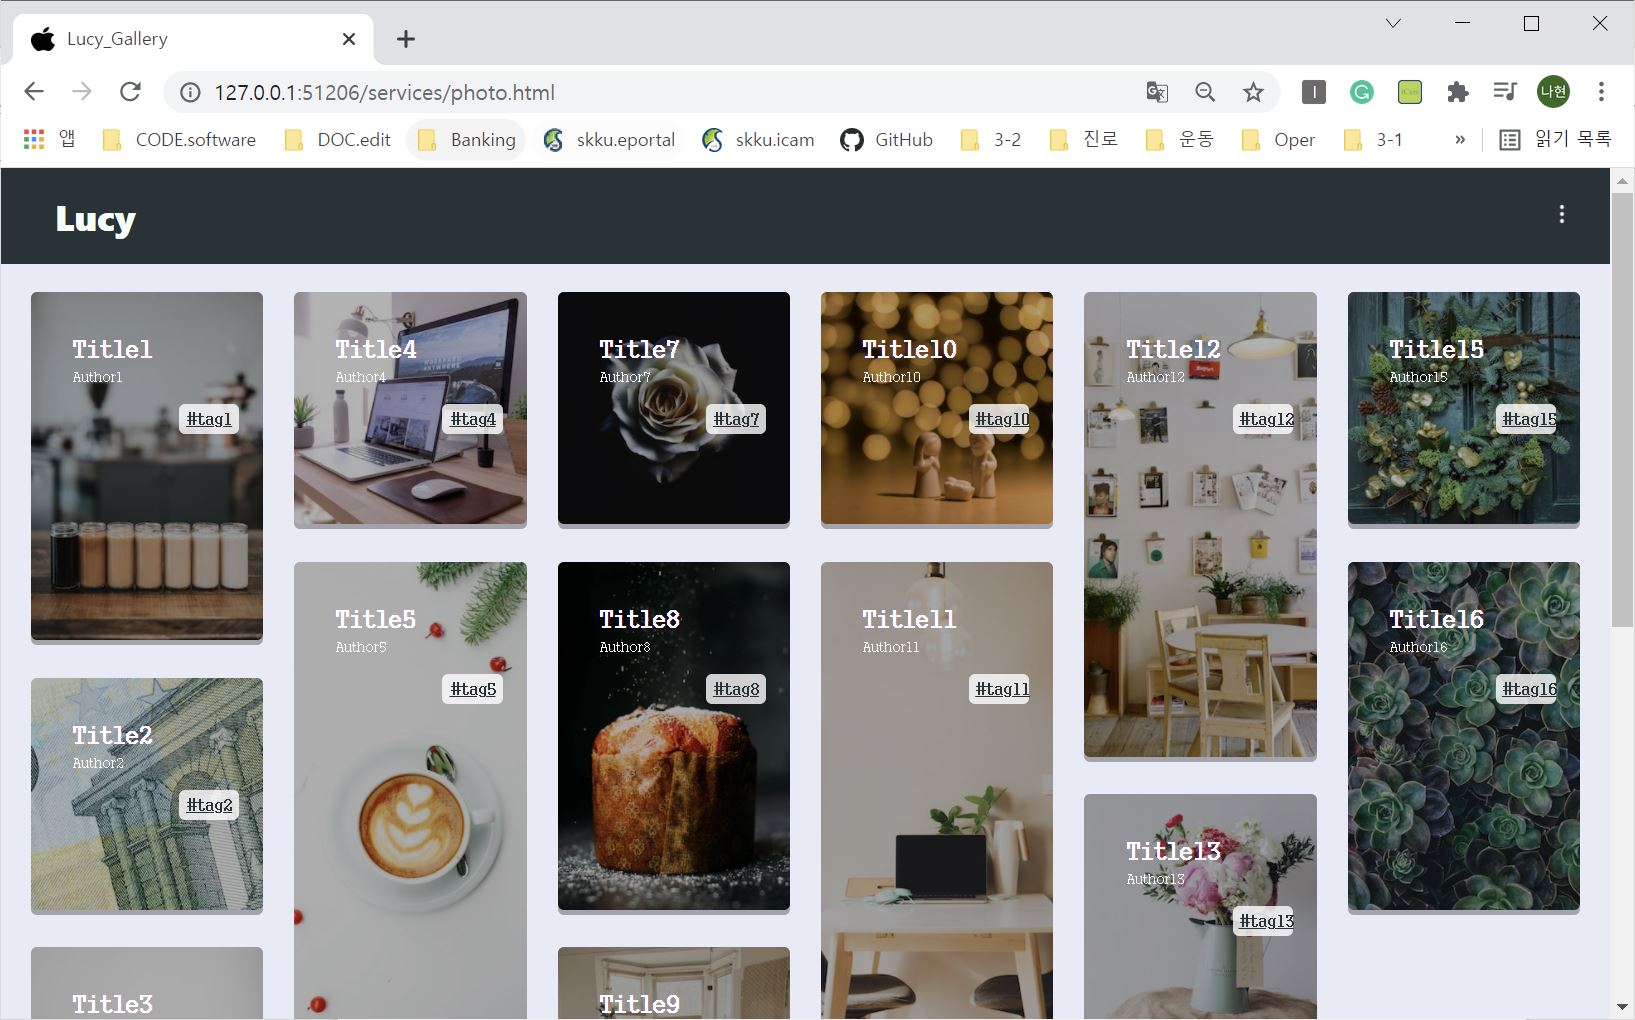 Lucy_Gallery
127.0.0.1:51206/services/photo.html
나현
앱 CODE.software DOC.edit Banking skku.eportal skku.icam GitHub 3-2 진로 운동 Oper 3-1 » 읽기 목록
Lucy
Title1
Author1
#tag1
Title2
Author2
#tag2
Title3
Title4
Author4
#tag4
Title5
Author5
#tag5
Title7
Author7
#tag7
Title8
Author8
#tag8
Title9
Title10
Author10
#tag10
Title11
Author11
#tag11
Title12
Author12
#tag12
Title13
Author13
#tag13
Title15
Author15
#tag15
Title16
Author16
#tag16